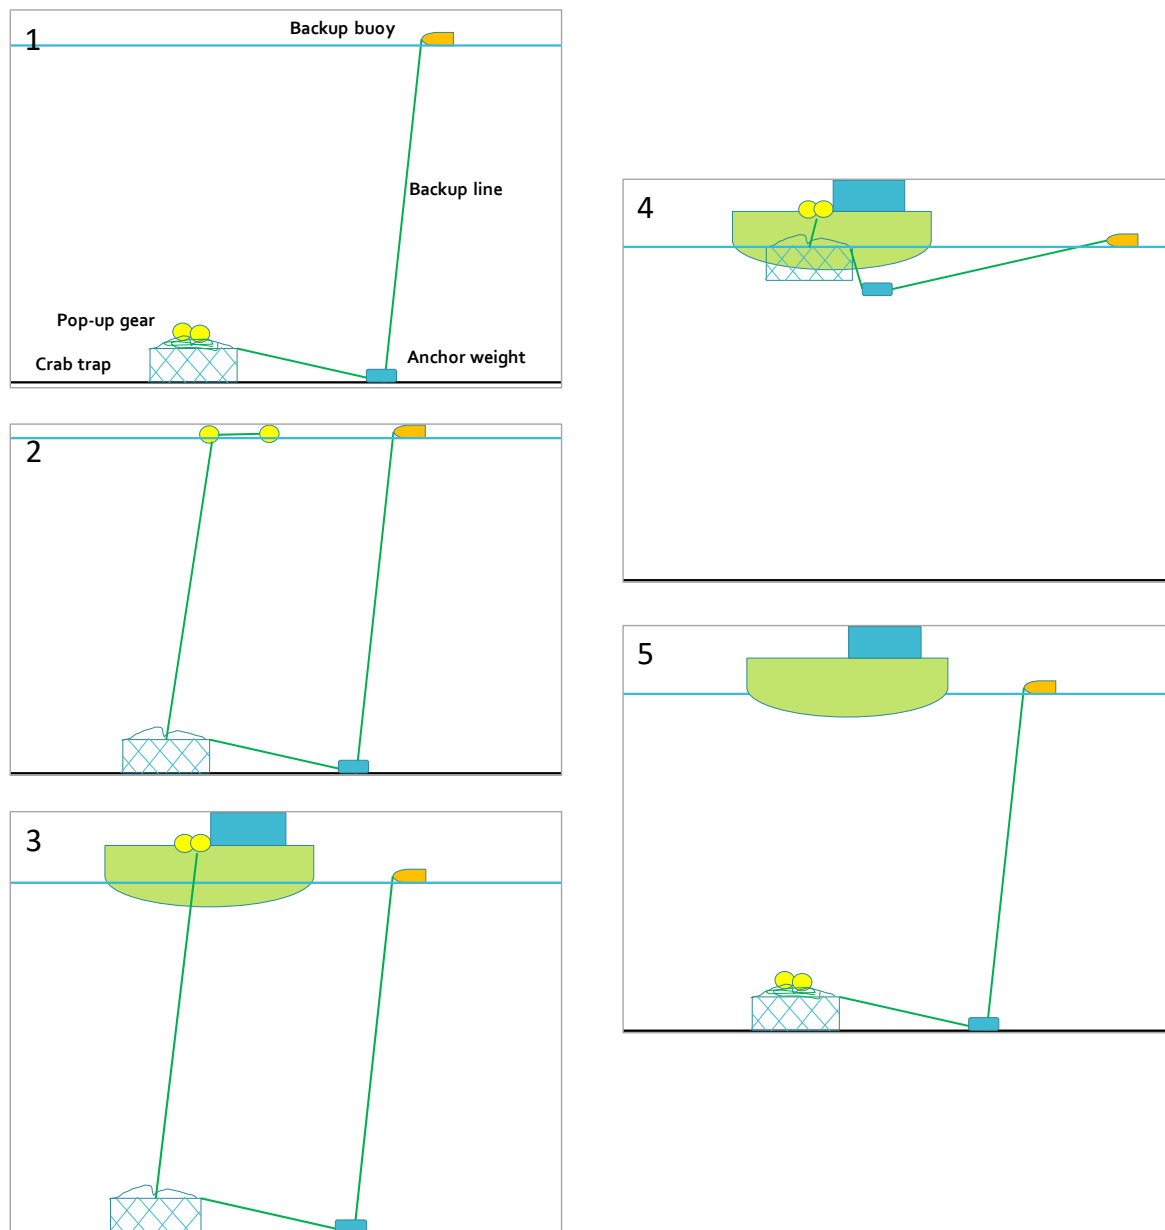 1
Backup buoy
Backup line
Pop-up gear
Crab trap
Anchor weight
2
3
4
5